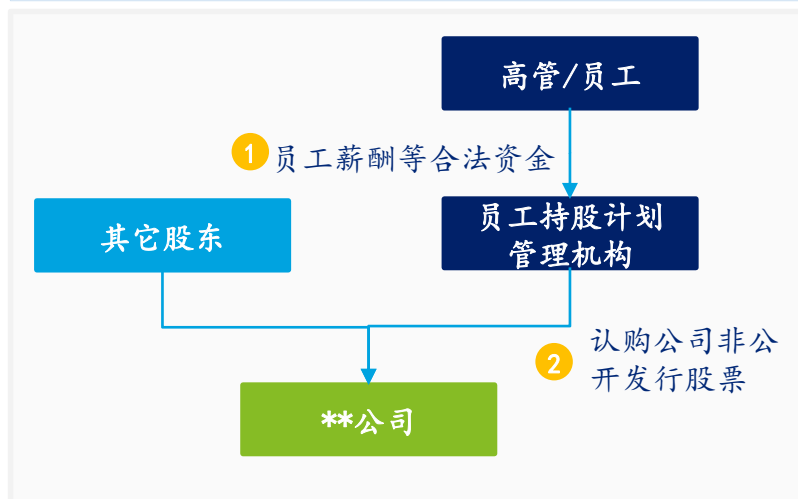 高管/员工
1 员工薪酬等合法资金
其它股东
员工持股计划
管理机构
2
认购公司非公
开发行股票
**公司